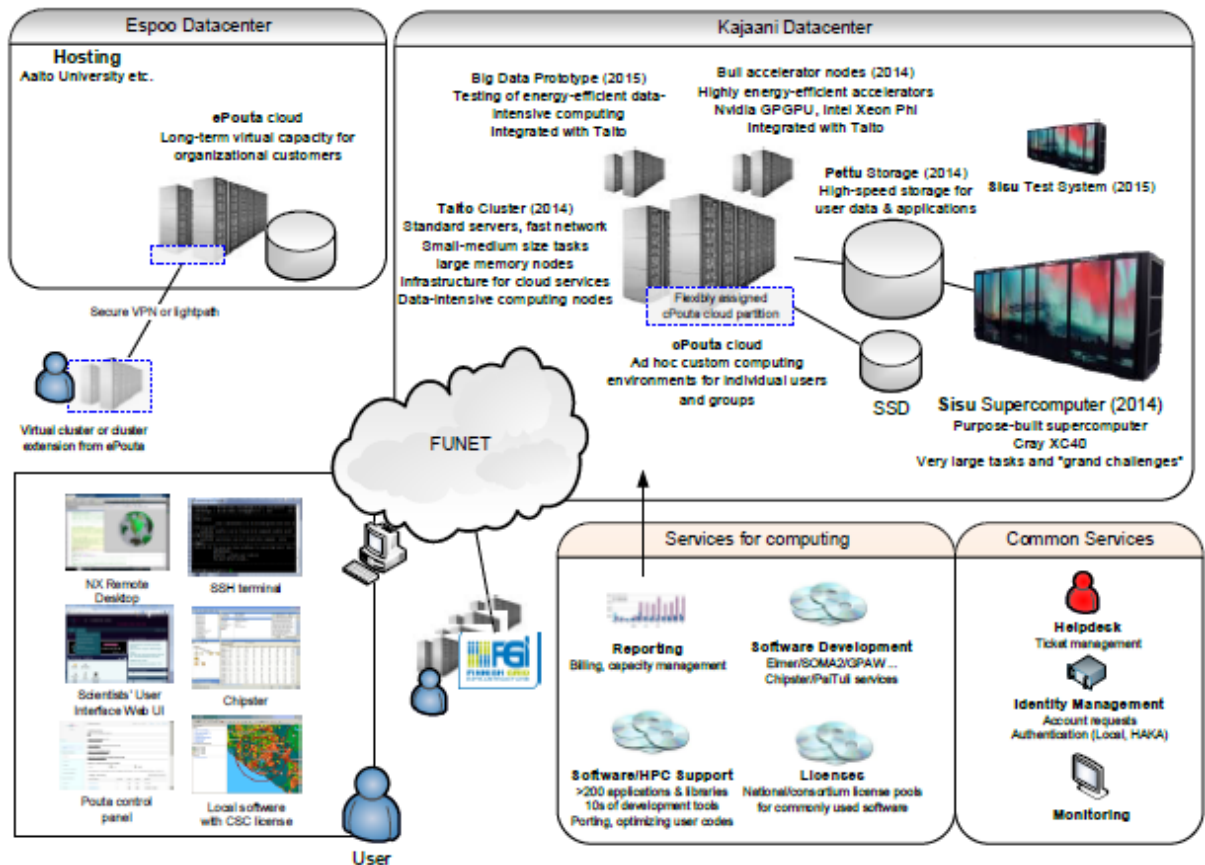 Espoo Datacenter
Hosting
Aalto University etc.
ePouta cloud
Long-term virtual capacity for
organizational customers
Secure VPN or lightpath
Virtual cluster or cluster
extension from ePouta
Kajaani Datacenter
Big Data Prototype (2015)
Testing of energy-efficient data-
intensive computing
Integrated with Taito
Bull accelerator nodes (2014)
Highly energy-efficient accelerators
Nvidia GPGPU, Intel Xeon Phi
Integrated with Taito
Pettu Storage (2014)
High-speed storage for
user data & applications
Sisu Test System (2015)
Taito Cluster (2014)
Standard servers, fast network
Small-medium size tasks
large memory nodes
Infrastructure for cloud services
Data-intensive computing nodes
Flexibly assigned
cPouta cloud partition
cPouta cloud
Ad hoc custom computing
environments for individual users
and groups
SSD
Sisu Supercomputer (2014)
Purpose-built supercomputer
Cray XC40
Very large tasks and "grand challenges"
FUNET
NX Remote
Desktop
SSH terminal
Scientists' User
Interface Web UI
Chipster
Pouta control
panel
Local software
with CSC license
User
FGI
FINNISH GRID
INFRASTRUCTURE
Services for computing
Reporting
Billing, capacity management
Software Development
Elmer/SOMA2/GPAW ...
Chipster/PaiTuli services
Software/HPC Support
>200 applications & libraries
10s of development tools
Porting, optimizing user codes
Licenses
National/consortium license pools
for commonly used software
Common Services
Helpdesk
Ticket management
Identity Management
Account requests
Authentication (Local, HAKA)
Monitoring